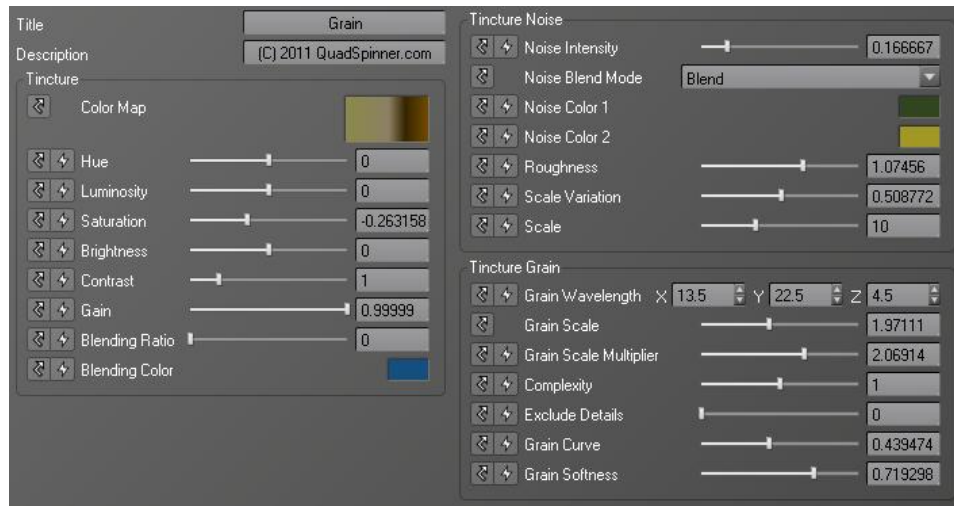 Title Grain
Description (C) 2011 QuadSpinner.com
Tincture
Color Map
Hue 0
Luminosity 0
Saturation -0.263158
Brightness 0
Contrast 1
Gain 0.99999
Blending Ratio 0
Blending Color
Tincture Noise
Noise Intensity 0.166667
Noise Blend Mode Blend
Noise Color 1
Noise Color 2
Roughness 1.07456
Scale Variation 0.508772
Scale 10
Tincture Grain
Grain Wavelength X 13.5 Y 22.5 Z 4.5
Grain Scale 1.97111
Grain Scale Multiplier 2.06914
Complexity 1
Exclude Details 0
Grain Curve 0.439474
Grain Softness 0.719298